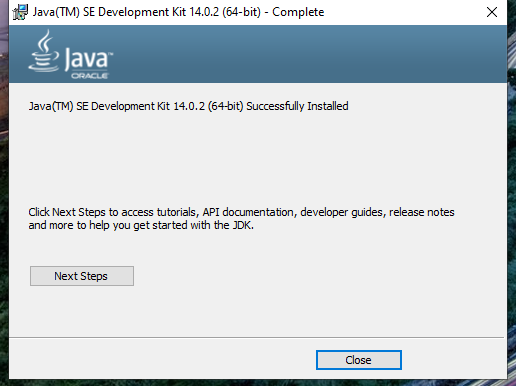 Java(TM) SE Development Kit 14.0.2 (64-bit) - Complete
Java™
ORACLE
Java(TM) SE Development Kit 14.0.2 (64-bit) Successfully Installed
Click Next Steps to access tutorials, API documentation, developer guides, release notes
and more to help you get started with the JDK.
Next Steps
Close